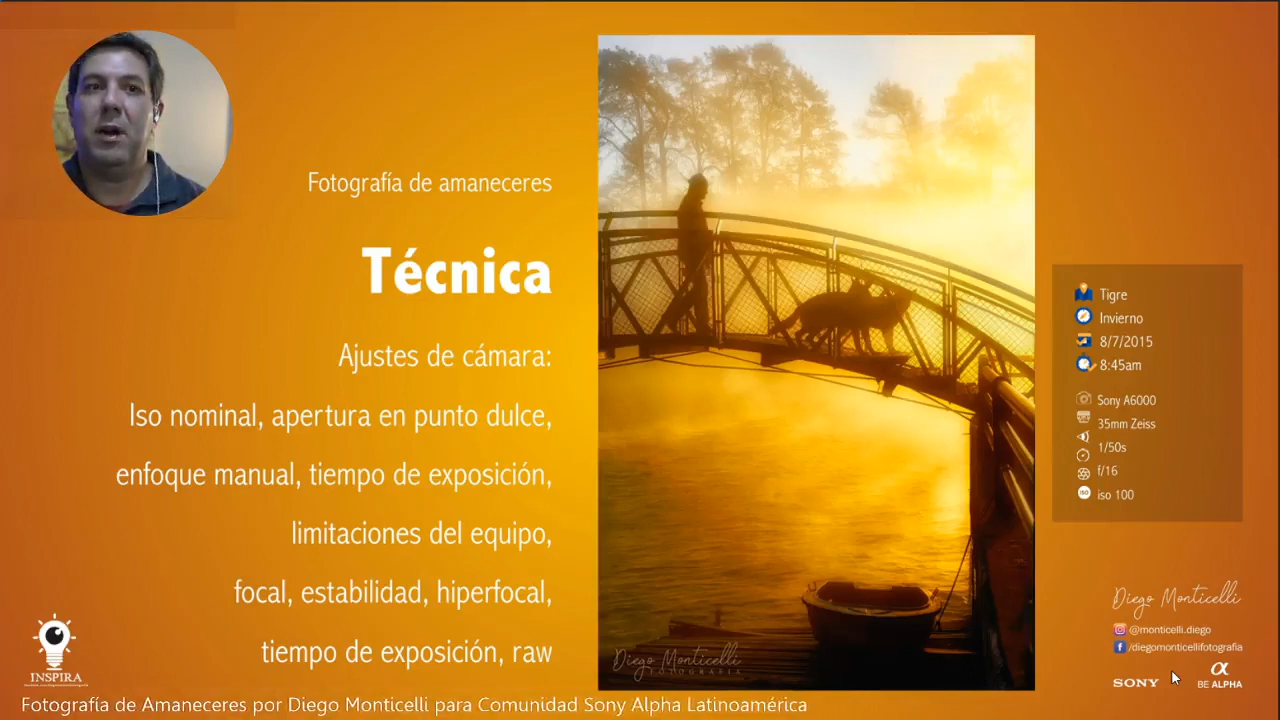 Fotografía de amaneceres
Técnica
Ajustes de cámara:
Iso nominal, apertura en punto dulce,
enfoque manual, tiempo de exposición,
limitaciones del equipo,
focal, estabilidad, hiperfocal,
tiempo de exposición, raw
Diego Monticelli
FOTOGRAFÍA
Tigre
Invierno
8/7/2015
8:45am
Sony A6000
35mm Zeiss
1/50s
f/16
ISO
iso 100
Diego Monticelli
@monticelli.diego
/diegomonticellifotografia
SONY
α
BE ALPHA
INSPIRA
Fotografía de Amaneceres por Diego Monticelli para Comunidad Sony Alpha Latinoamérica